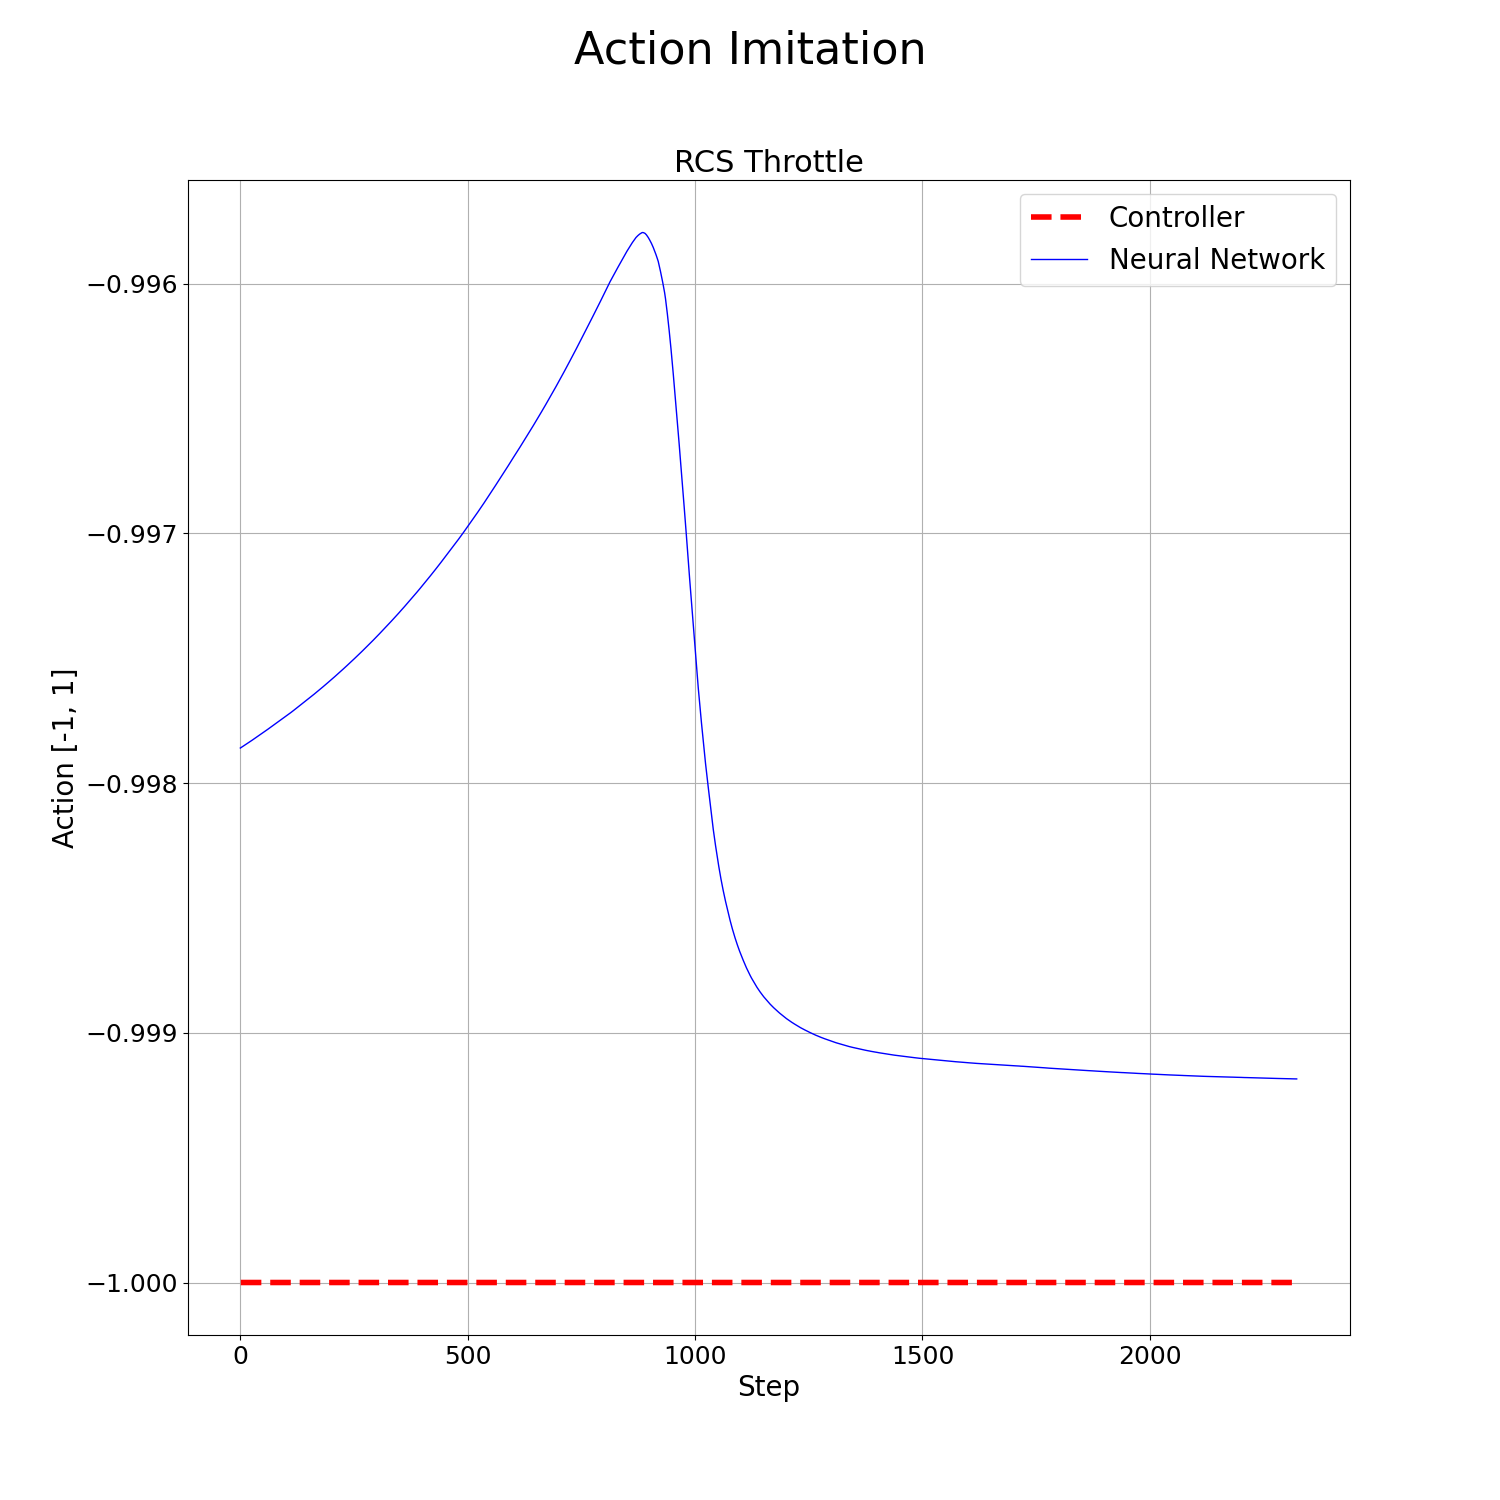 Action Imitation
RCS Throttle
Controller
Neural Network
−0.996
−0.997
−0.998
−0.999
−1.000
Action [-1, 1]
0 500 1000 1500 2000
Step